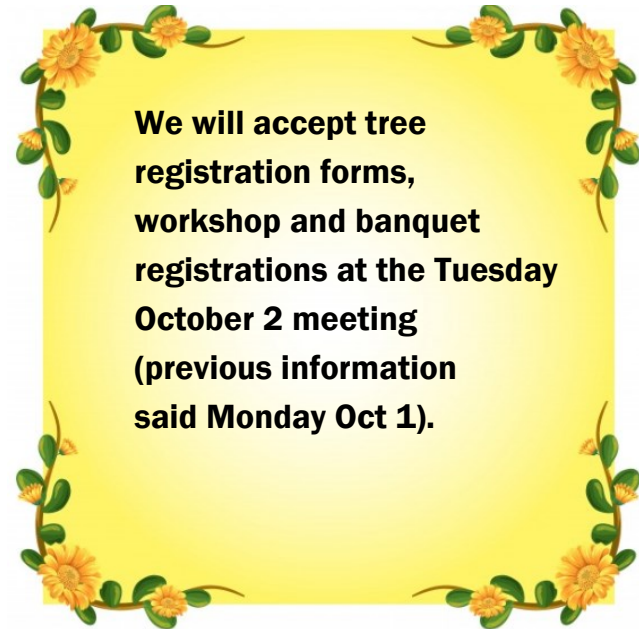 We will accept tree
registration forms,
workshop and banquet
registrations at the Tuesday
October 2 meeting
(previous information
said Monday Oct 1).